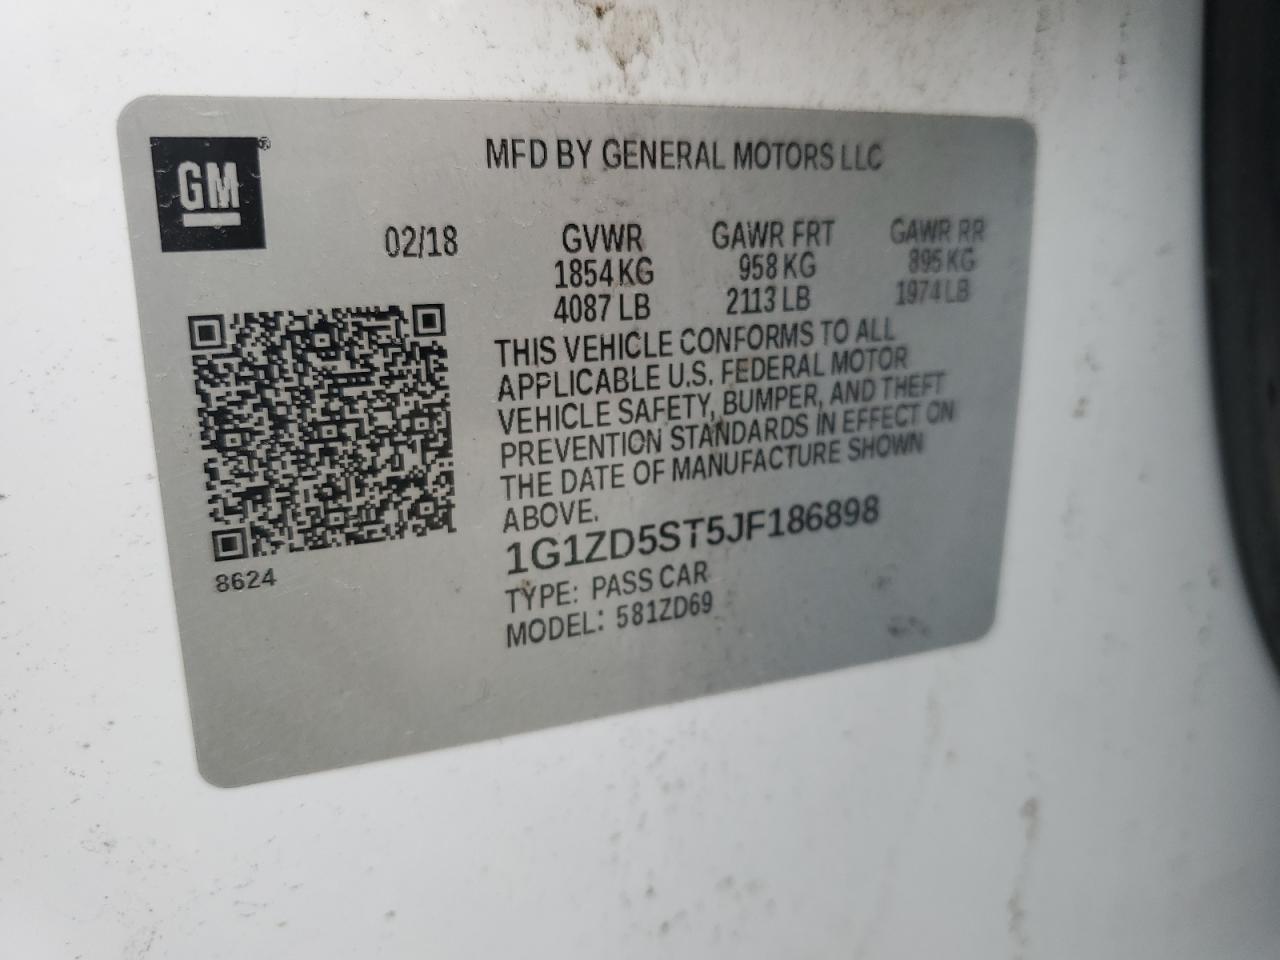 GM®
MFD BY GENERAL MOTORS LLC
02/18 GVWR GAWR FRT GAWR RR
1854 KG 958 KG 895 KG
4087 LB 2113 LB 1974 LB
THIS VEHICLE CONFORMS TO ALL
APPLICABLE U.S. FEDERAL MOTOR
VEHICLE SAFETY, BUMPER, AND THEFT
PREVENTION STANDARDS IN EFFECT ON
THE DATE OF MANUFACTURE SHOWN
ABOVE.
1G1ZD5ST5JF186898
8624
TYPE: PASS CAR
MODEL: 581ZD69